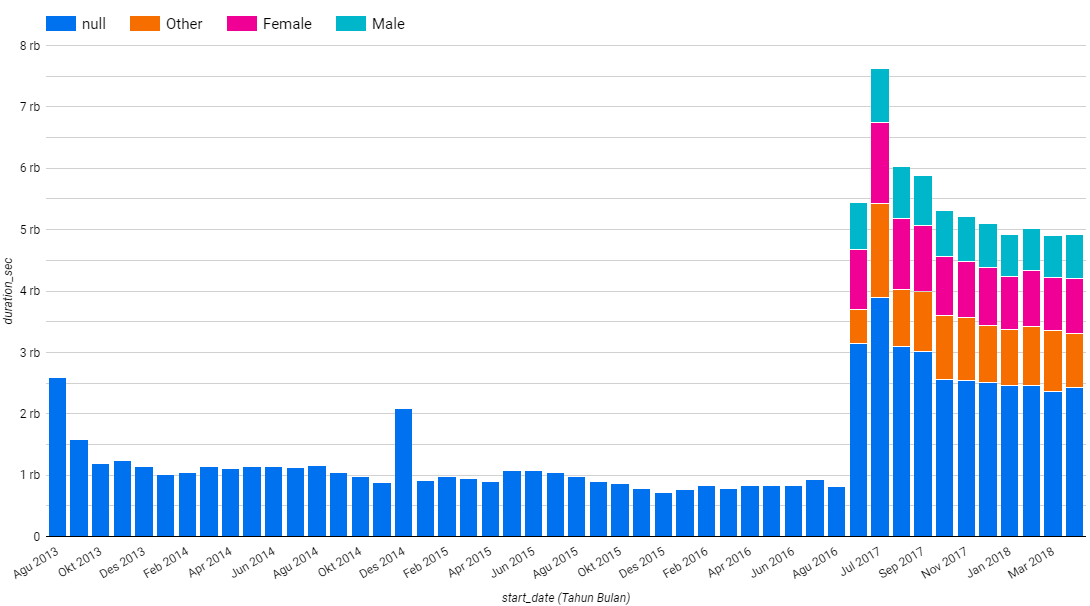 null Other Female Male
8 rb
7 rb
6 rb
5 rb
4 rb
3 rb
2 rb
1 rb
0
duration_sec
Agu 2013 Okt 2013 Des 2013 Feb 2014 Apr 2014 Jun 2014 Agu 2014 Okt 2014 Des 2014 Feb 2015 Apr 2015 Jun 2015 Agu 2015 Okt 2015 Des 2015 Feb 2016 Apr 2016 Jun 2016 Agu 2016 Jul 2017 Sep 2017 Nov 2017 Jan 2018 Mar 2018
start_date (Tahun Bulan)